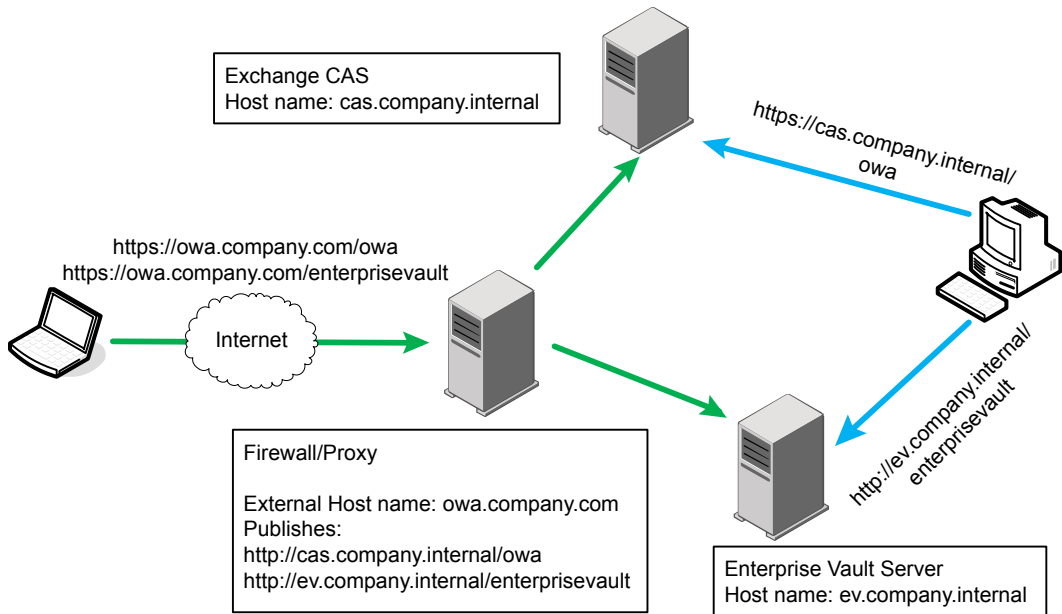 Exchange CAS
Host name: cas.company.internal
https://cas.company.internal/
owa
https://owa.company.com/owa
https://owa.company.com/enterprisevault
Internet
http://ev.company.internal/
enterprisevault
Firewall/Proxy
External Host name: owa.company.com
Publishes:
http://cas.company.internal/owa
http://ev.company.internal/enterprisevault
Enterprise Vault Server
Host name: ev.company.internal